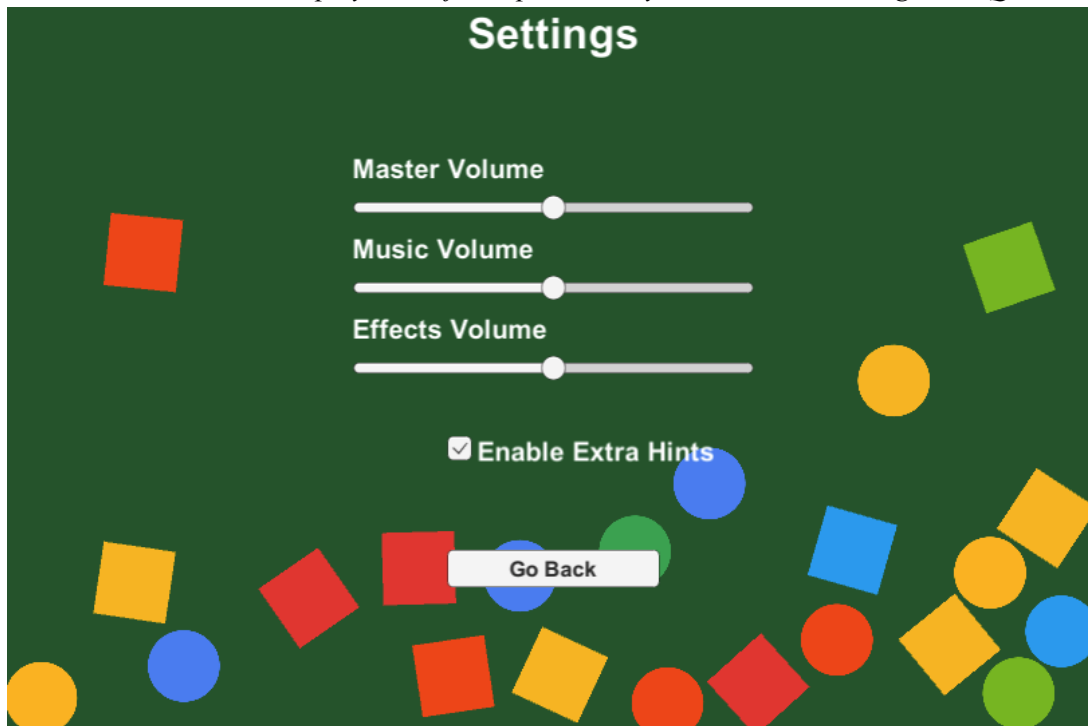 Settings
Master Volume
Music Volume
Effects Volume
Enable Extra Hints
Go Back